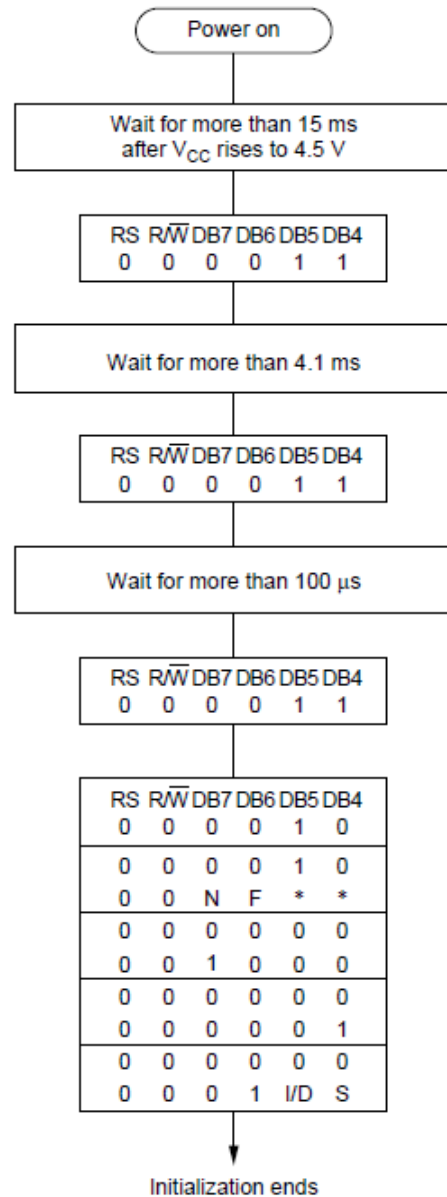 Power on
Wait for more than 15 ms
after VCC rises to 4.5 V
RS R/W̅ DB7 DB6 DB5 DB4
0 0 0 0 1 1
Wait for more than 4.1 ms
RS R/W̅ DB7 DB6 DB5 DB4
0 0 0 0 1 1
Wait for more than 100 μs
RS R/W̅ DB7 DB6 DB5 DB4
0 0 0 0 1 1
RS R/W̅ DB7 DB6 DB5 DB4
0 0 0 0 1 0
0 0 0 0 1 0
0 0 N F * *
0 0 0 0 0 0
0 0 1 0 0 0
0 0 0 0 0 0
0 0 0 0 0 1
0 0 0 0 0 0
0 0 0 1 I/D S
Initialization ends